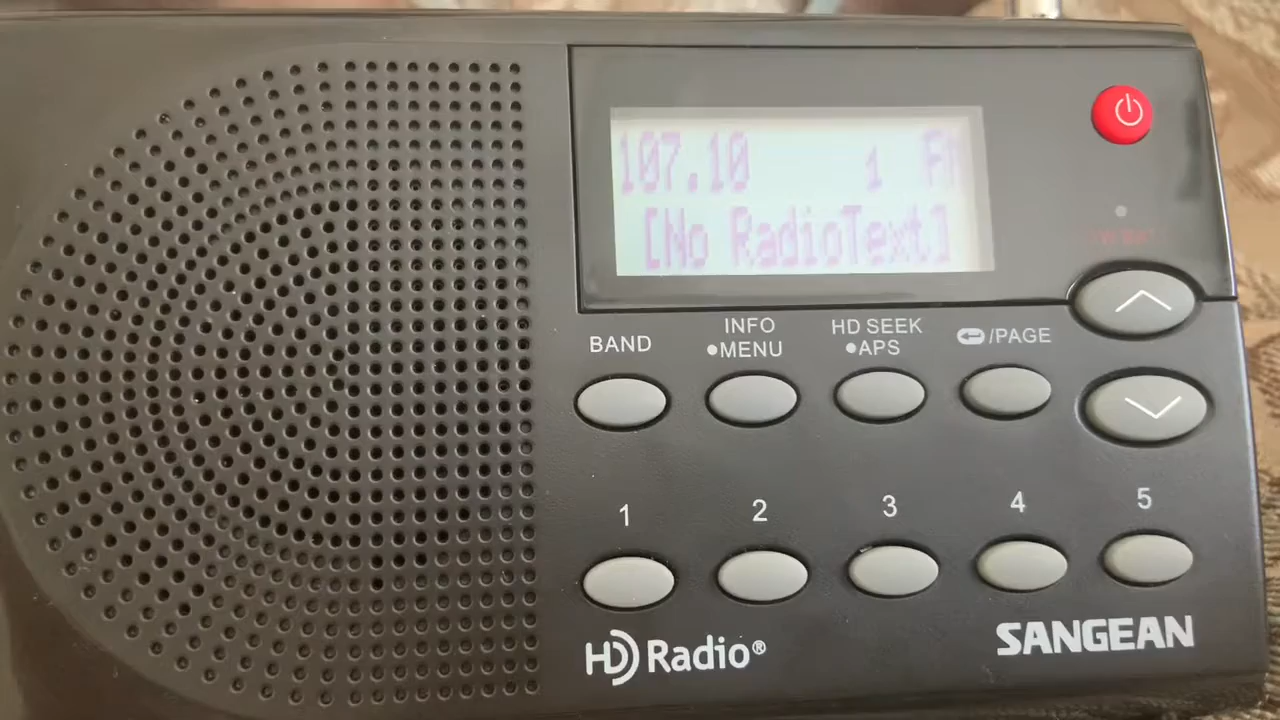 107.10 1 FM
[No RadioText]
BAND
INFO
•MENU
HD SEEK
•APS
/PAGE
1 2 3 4 5
HD Radio®
SANGEAN